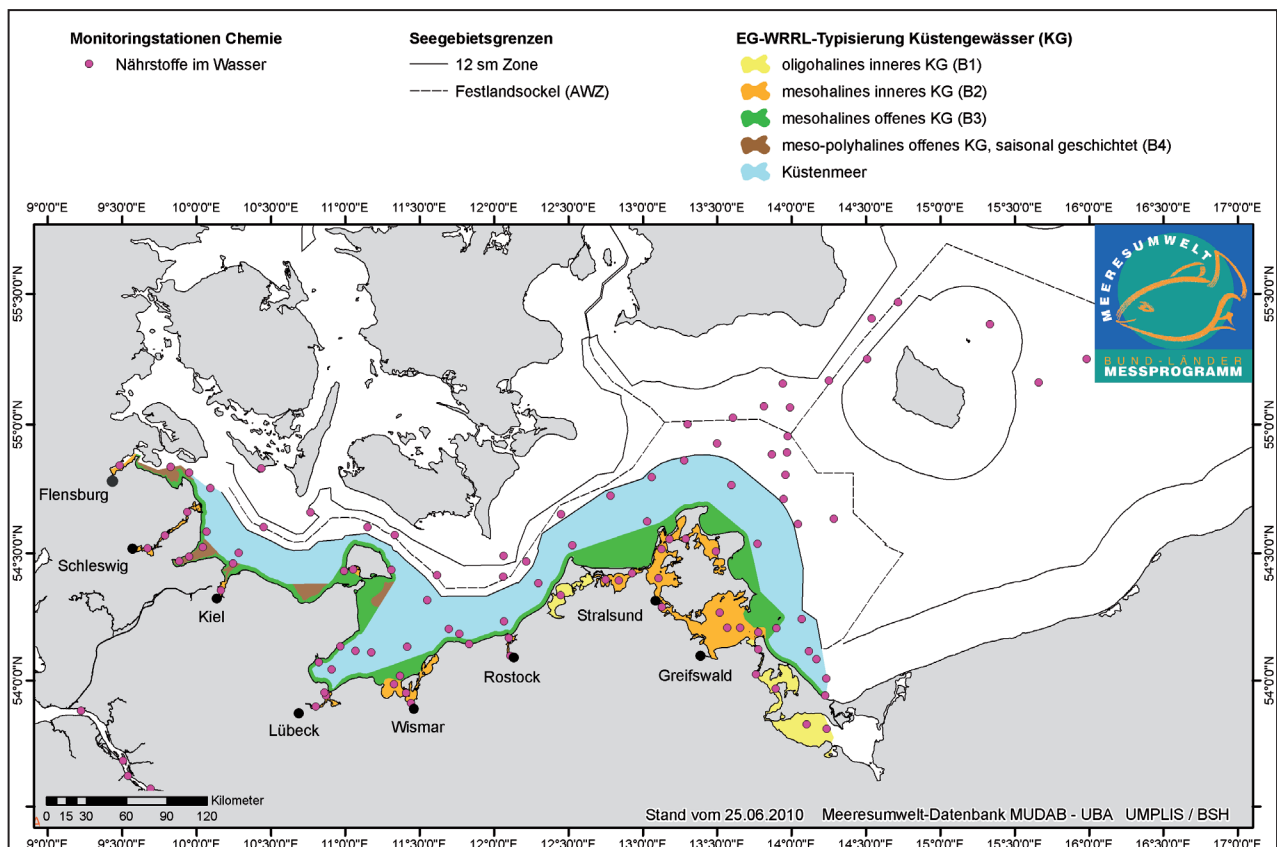 Monitoringstationen Chemie
Nährstoffe im Wasser
Seegebietsgrenzen
12 sm Zone
Festlandsockel (AWZ)
EG-WRRL-Typisierung Küstengewässer (KG)
oligohalines inneres KG (B1)
mesohalines inneres KG (B2)
mesohalines offenes KG (B3)
meso-polyhalines offenes KG, saisonal geschichtet (B4)
Küstenmeer
9°0'0"E 9°30'0"E 10°0'0"E 10°30'0"E 11°0'0"E 11°30'0"E 12°0'0"E 12°30'0"E 13°0'0"E 13°30'0"E 14°0'0"E 14°30'0"E 15°0'0"E 15°30'0"E 16°0'0"E 16°30'0"E 17°0'0"E
55°30'0"N
55°0'0"N
54°30'0"N
54°0'0"N
55°30'0"N
55°0'0"N
54°30'0"N
54°0'0"N
MEERESUMWELT
BUND-LÄNDER
MESSPROGRAMM
Flensburg
Schleswig
Kiel
Lübeck
Wismar
Rostock
Stralsund
Greifswald
Kilometer
0 15 30 60 90 120
Stand vom 25.06.2010 Meeresumwelt-Datenbank MUDAB - UBA UMPLIS / BSH
9°0'0"E 9°30'0"E 10°0'0"E 10°30'0"E 11°0'0"E 11°30'0"E 12°0'0"E 12°30'0"E 13°0'0"E 13°30'0"E 14°0'0"E 14°30'0"E 15°0'0"E 15°30'0"E 16°0'0"E 16°30'0"E 17°0'0"E